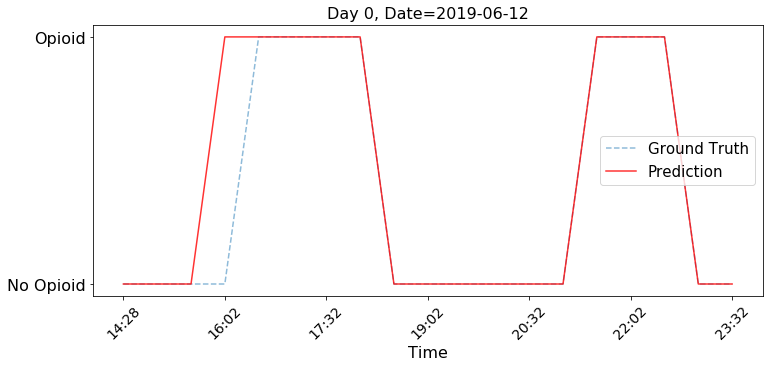 Day 0, Date=2019-06-12
Opioid
No Opioid
Ground Truth
Prediction
14:28
16:02
17:32
19:02
20:32
22:02
23:32
Time